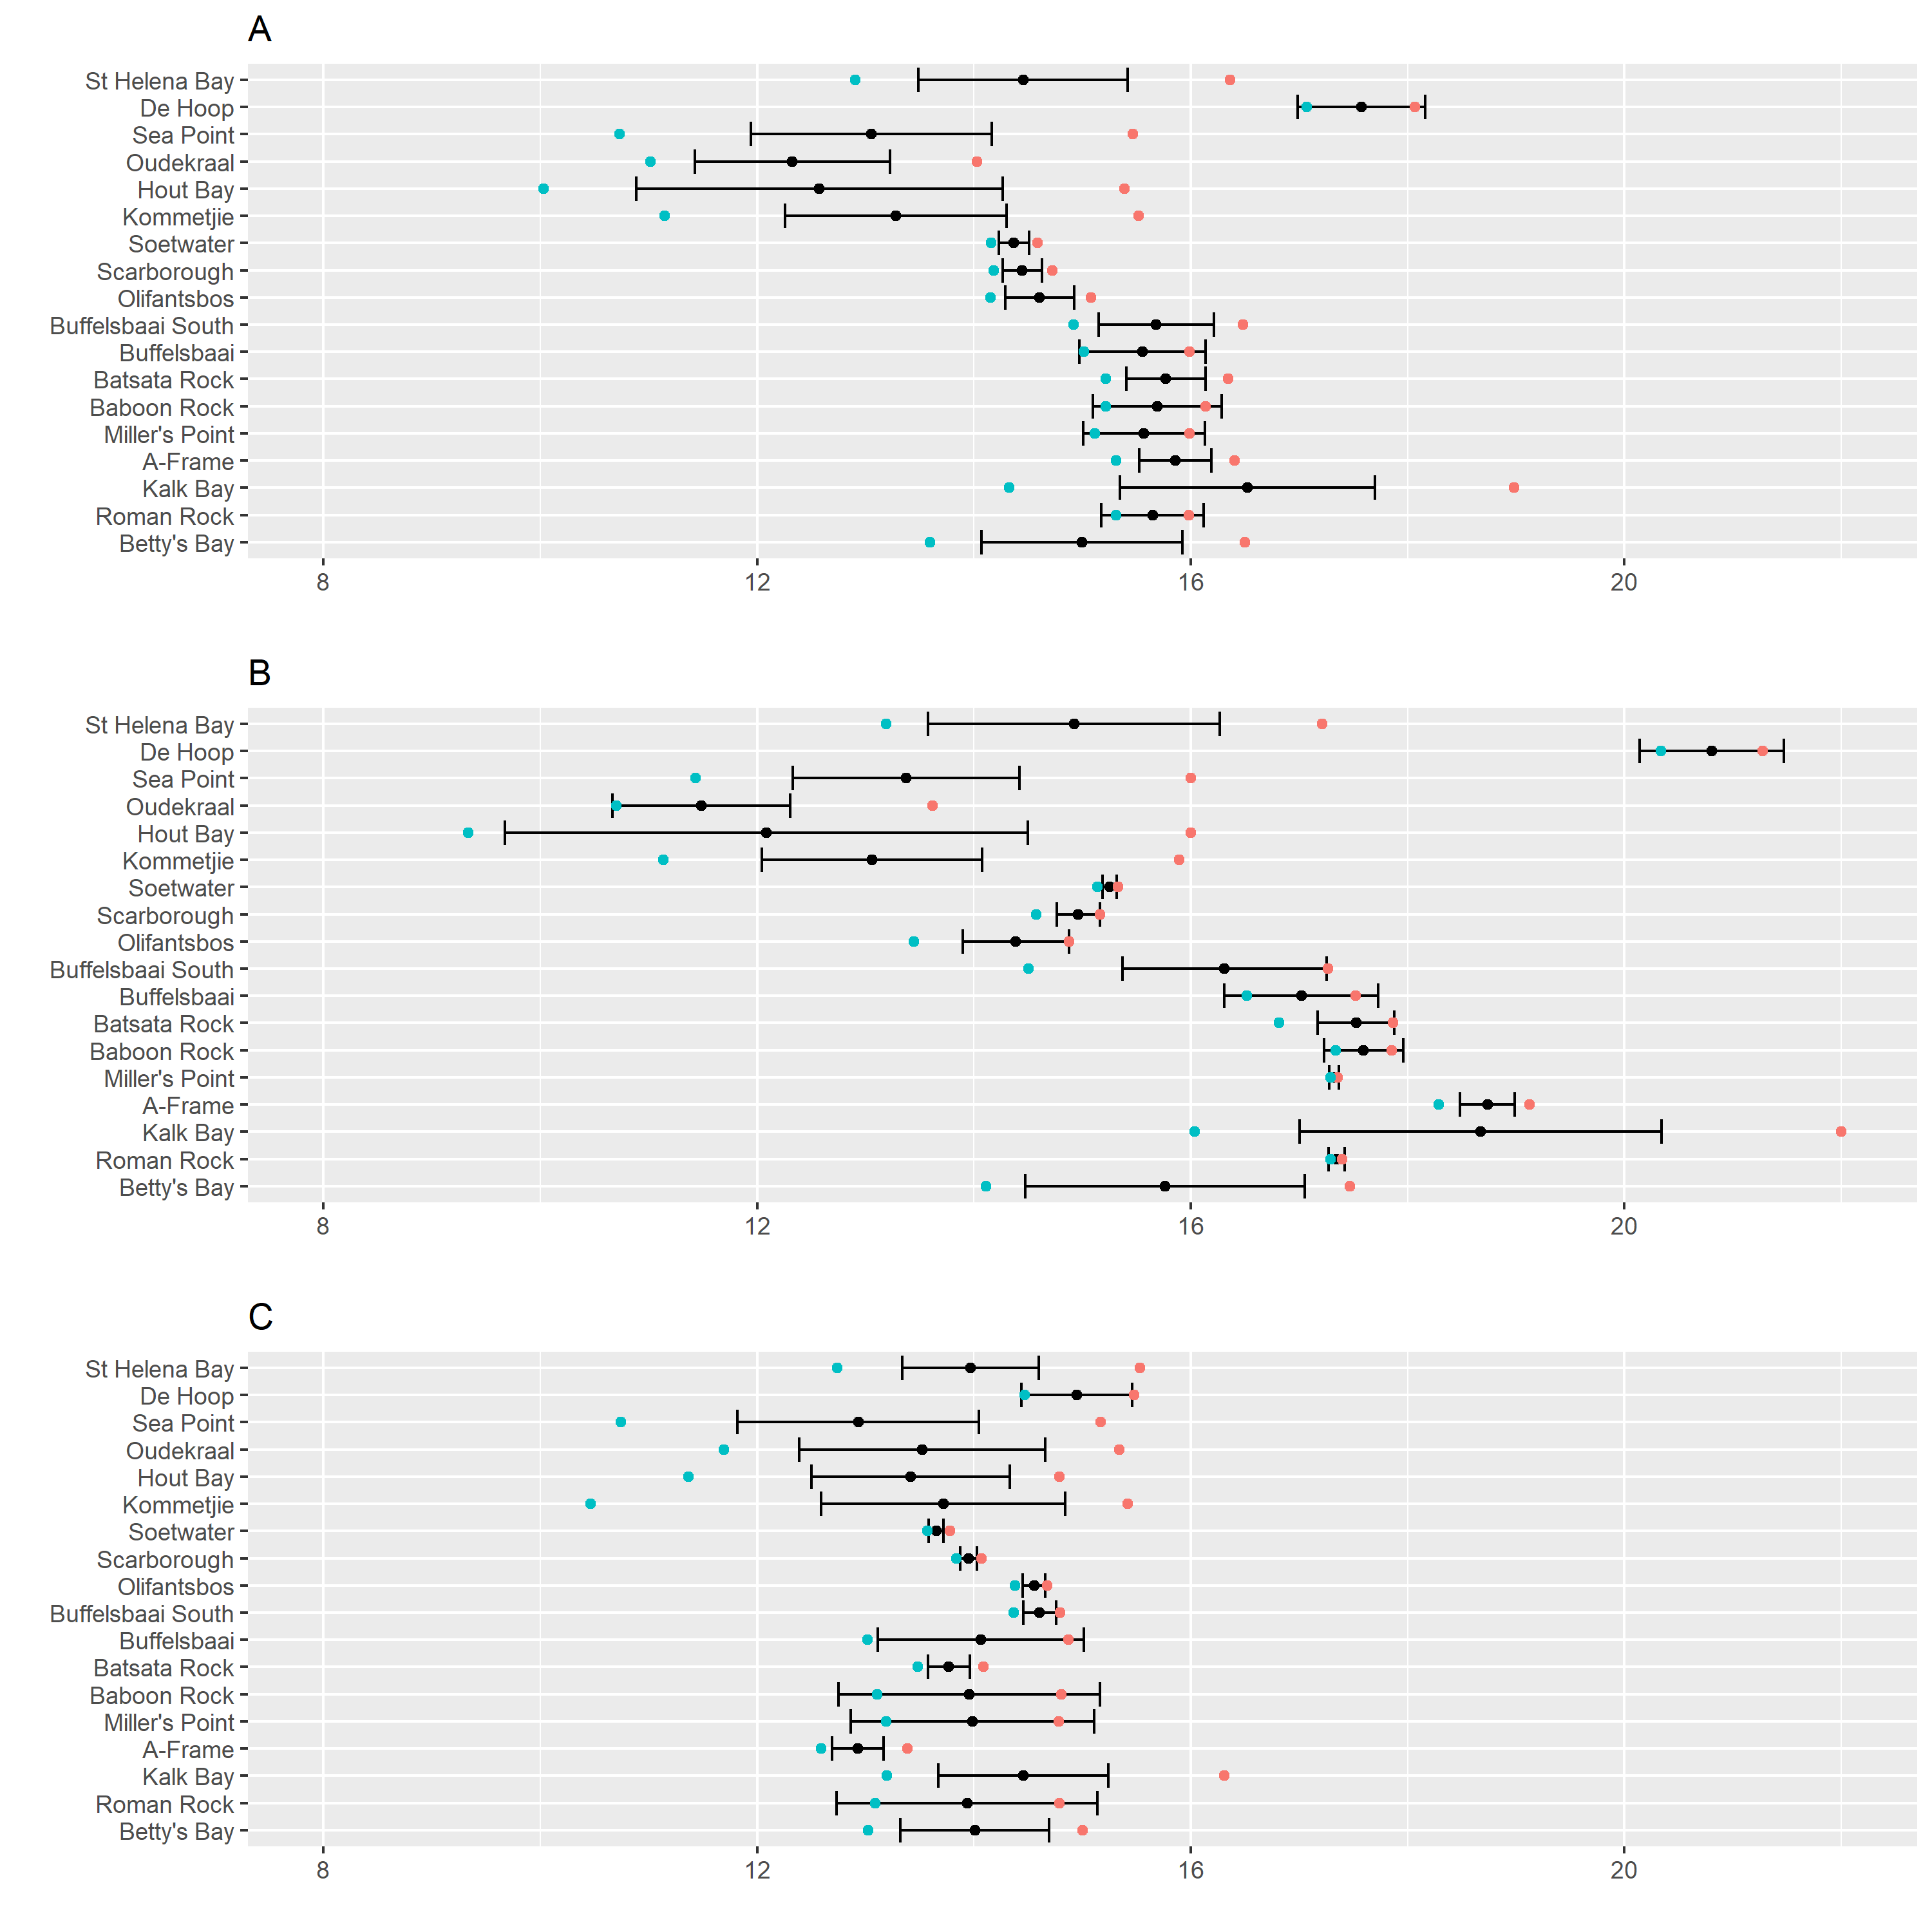 A
St Helena Bay
De Hoop
Sea Point
Oudekraal
Hout Bay
Kommetjie
Soetwater
Scarborough
Olifantsbos
Buffelsbaai South
Buffelsbaai
Batsata Rock
Baboon Rock
Miller's Point
A-Frame
Kalk Bay
Roman Rock
Betty's Bay
8 12 16 20
B
St Helena Bay
De Hoop
Sea Point
Oudekraal
Hout Bay
Kommetjie
Soetwater
Scarborough
Olifantsbos
Buffelsbaai South
Buffelsbaai
Batsata Rock
Baboon Rock
Miller's Point
A-Frame
Kalk Bay
Roman Rock
Betty's Bay
8 12 16 20
C
St Helena Bay
De Hoop
Sea Point
Oudekraal
Hout Bay
Kommetjie
Soetwater
Scarborough
Olifantsbos
Buffelsbaai South
Buffelsbaai
Batsata Rock
Baboon Rock
Miller's Point
A-Frame
Kalk Bay
Roman Rock
Betty's Bay
8 12 16 20